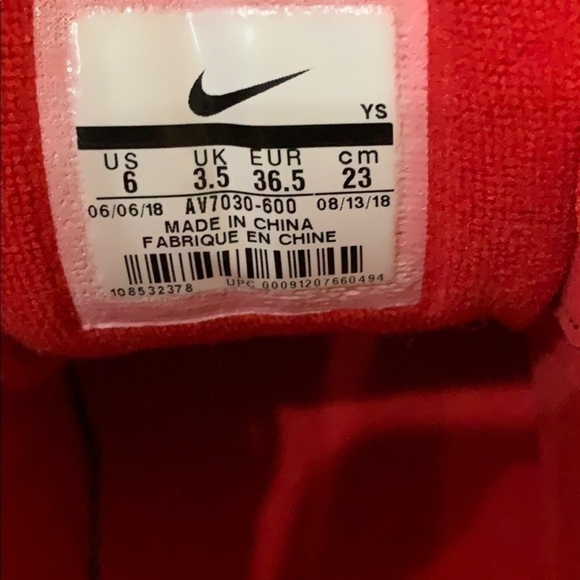 YS
US UK EUR cm
6 3.5 36.5 23
06/06/18 AV7030-600 08/13/18
MADE IN CHINA
FABRIQUE EN CHINE
108532378 UPC 00091207660494